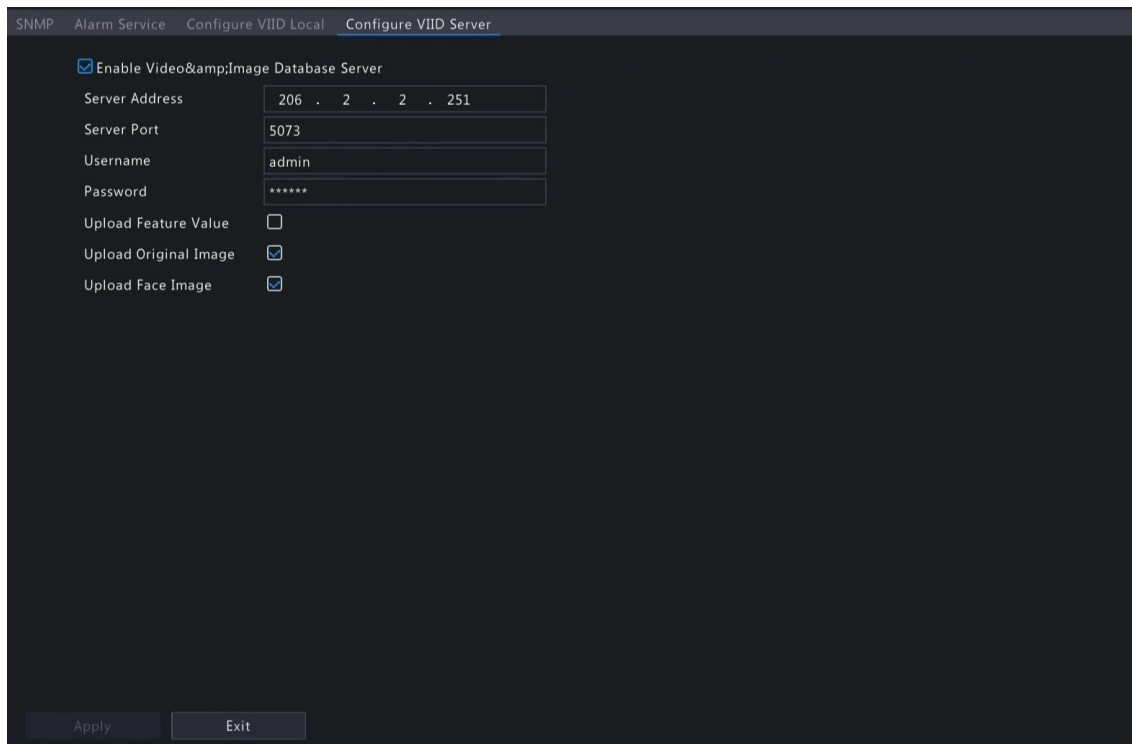 SNMP Alarm Service Configure VIID Local Configure VIID Server
Enable Video&amp;Image Database Server
Server Address 206 . 2 . 2 . 251
Server Port 5073
Username admin
Password ******
Upload Feature Value
Upload Original Image
Upload Face Image
Apply Exit